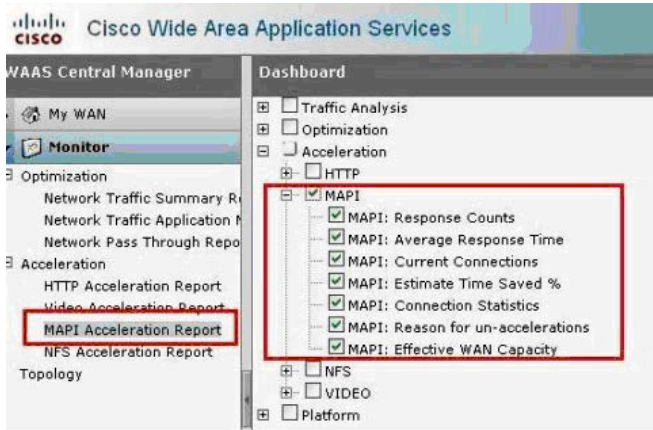 CISCO
Cisco Wide Area Application Services
WAAS Central Manager
My WAN
Monitor
Optimization
Network Traffic Summary R
Network Traffic Application
Network Pass Through Repo
Acceleration
HTTP Acceleration Report
Video Acceleration Report
MAPI Acceleration Report
NFS Acceleration Report
Topology
Dashboard
Traffic Analysis
Optimization
Acceleration
HTTP
MAPI
MAPI: Response Counts
MAPI: Average Response Time
MAPI: Current Connections
MAPI: Estimate Time Saved %
MAPI: Connection Statistics
MAPI: Reason for un-accelerations
MAPI: Effective WAN Capacity
NFS
VIDEO
Platform